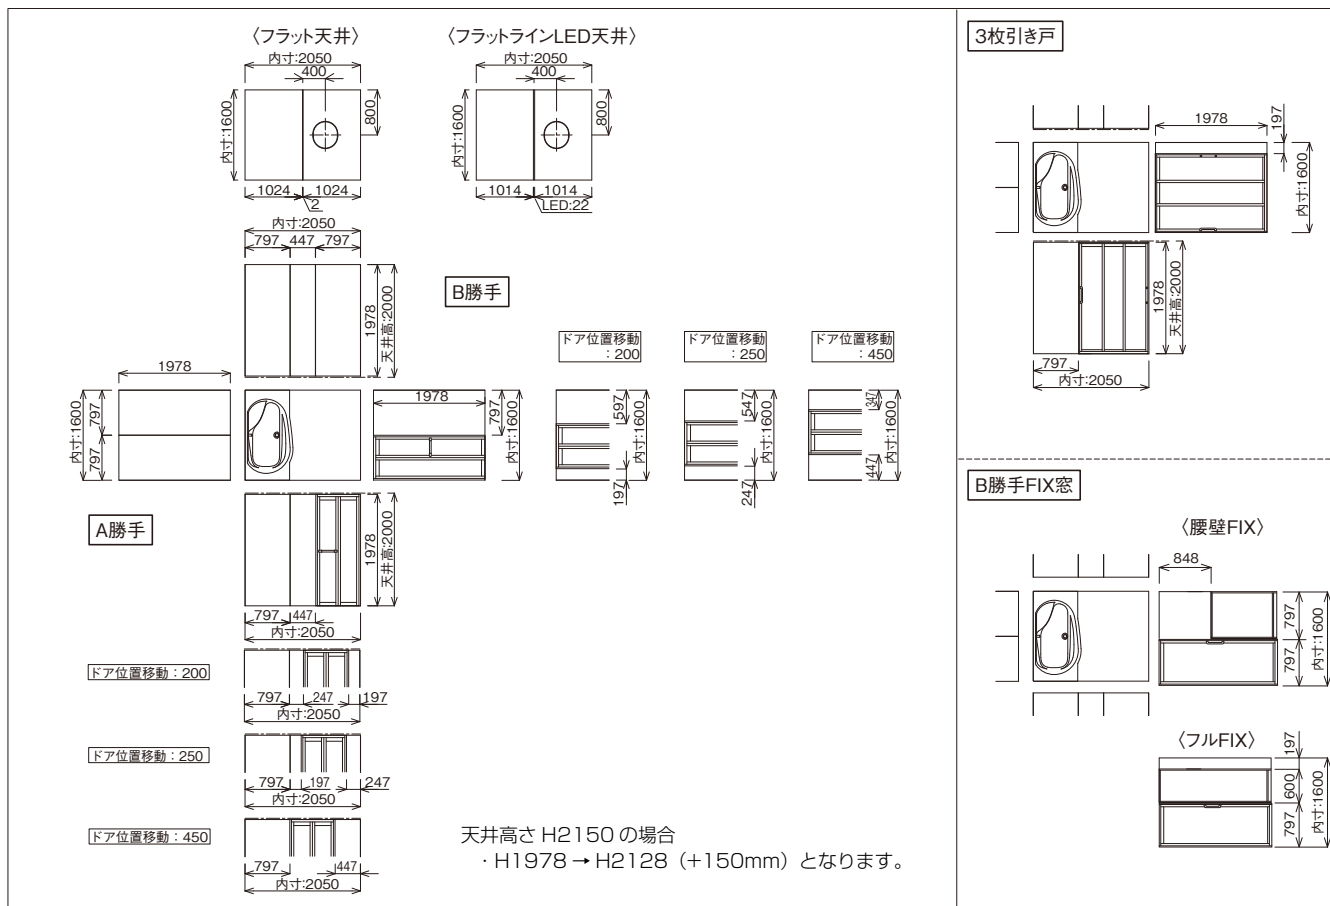 〈フラット天井〉
内寸:2050
400
800
内寸:1600
1024
1024
2
〈フラットラインLED天井〉
内寸:2050
400
800
内寸:1600
1014
1014
LED:22
内寸:2050
797
447
797
1978
天井高:2000
B勝手
1978
内寸:1600
797
797
1978
797
内寸:1600
ドア位置移動
:200
597
内寸:1600
197
ドア位置移動
:250
547
内寸:1600
247
ドア位置移動
:450
347
内寸:1600
447
A勝手
1978
天井高:2000
797
447
内寸:2050
ドア位置移動:200
797
247
197
内寸:2050
ドア位置移動:250
797
197
247
内寸:2050
ドア位置移動:450
797
447
内寸:2050
天井高さ H2150 の場合
・H1978→H2128（+150mm）となります。
3枚引き戸
1978
197
内寸:1600
1978
天井高:2000
797
内寸:2050
B勝手FIX窓
〈腰壁FIX〉
848
797
797
内寸:1600
〈フルFIX〉
197
600
797
内寸:1600